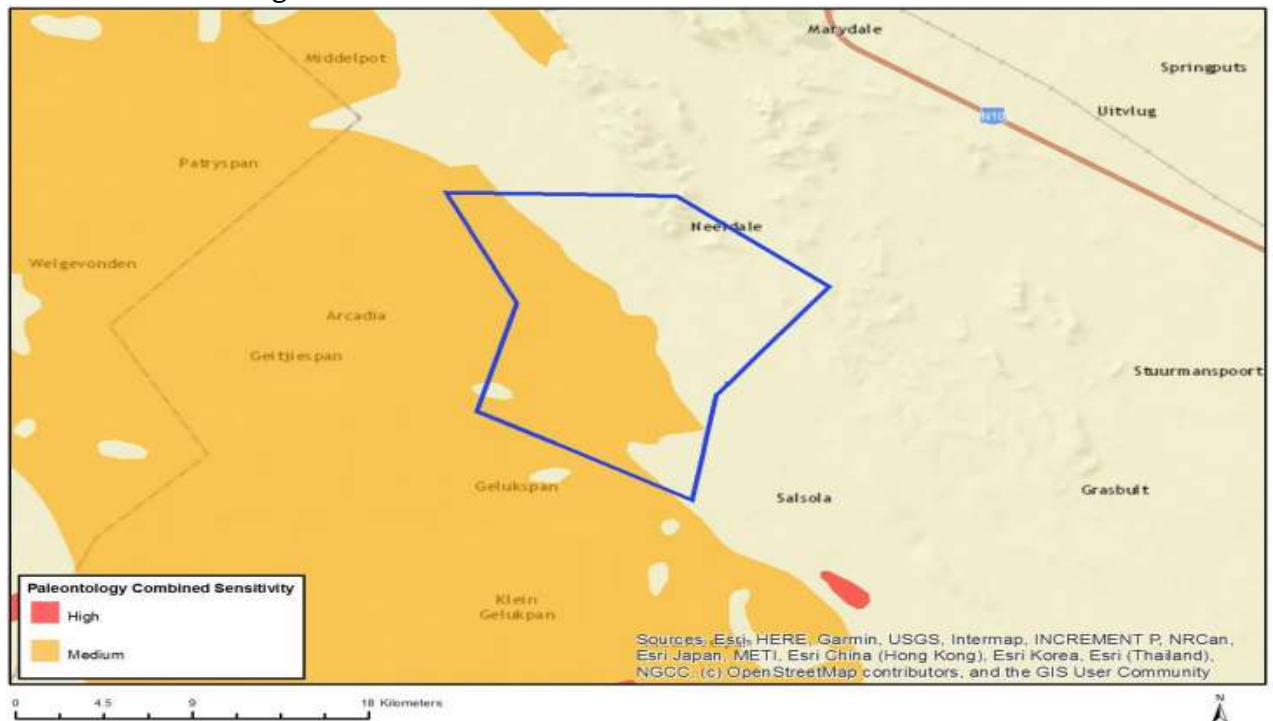 Marydale
Middelpot
Springputs
N10
Uitvlug
Patryspan
Neerdale
Welgevonden
Arcadia
Geitjiespan
Stuurmanspoort
Gelukspan
Salsola
Grasbult
Paleontology Combined Sensitivity
High
Medium
Klein
Gelukpan
Sources: Esri, HERE, Garmin, USGS, Intermap, INCREMENT P, NRCan,
Esri Japan, METI, Esri China (Hong Kong), Esri Korea, Esri (Thailand),
NGCC, (c) OpenStreetMap contributors, and the GIS User Community
0 4.5 9 18 Kilometers
N